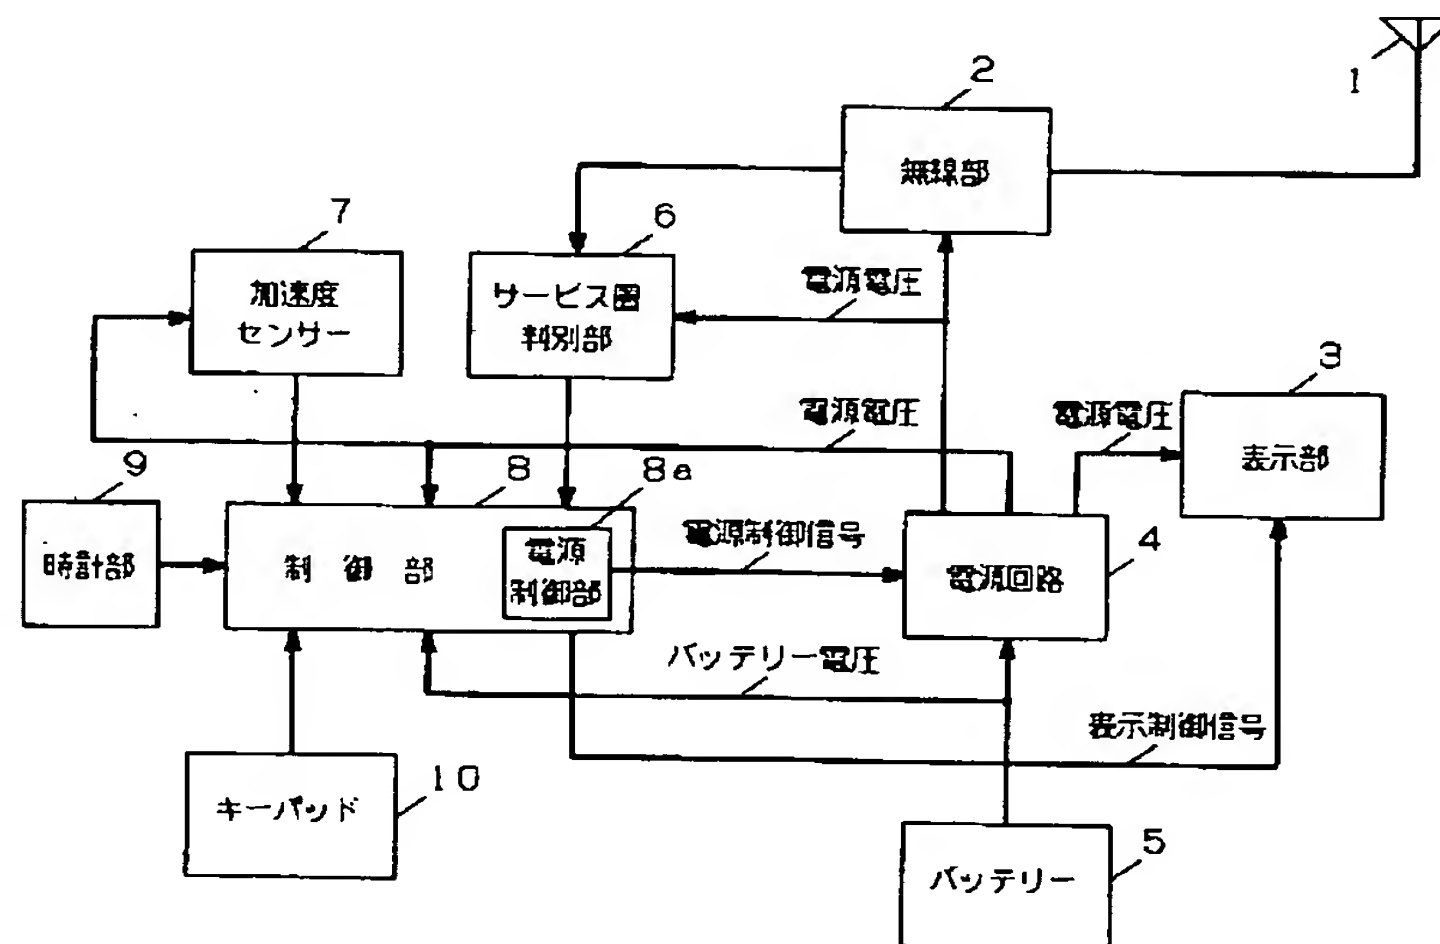 1
2
無線部
7
加速度
センサー
6
サービス圏
判別部
電源電圧
3
表示部
電源電圧
電源電圧
9
時計部
8
制御部
8a
電源
制御部
電源制御信号
4
電源回路
バッテリー電圧
表示制御信号
10
キーパッド
5
バッテリー